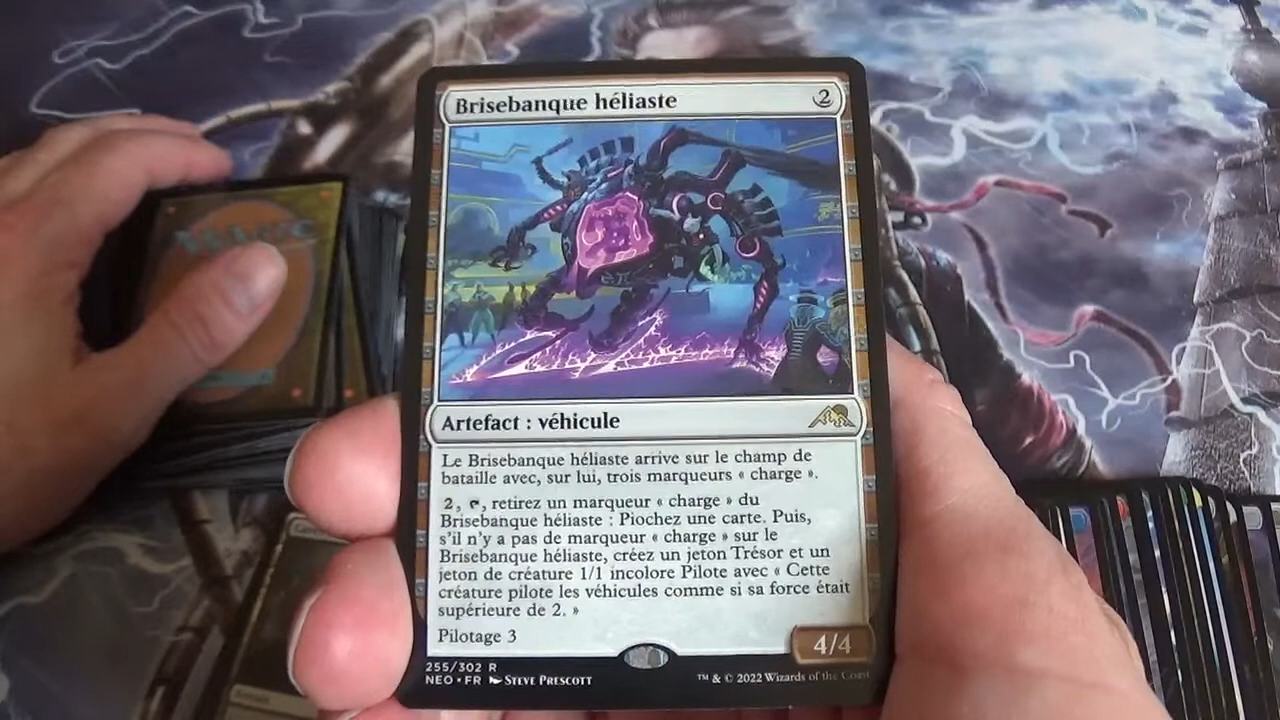 Brisebanque héliaste
2
Artefact : véhicule
Le Brisebanque héliaste arrive sur le champ de
bataille avec, sur lui, trois marqueurs « charge ».
2, , retirez un marqueur « charge » du
Brisebanque héliaste : Piochez une carte. Puis,
s'il n'y a pas de marqueur « charge » sur le
Brisebanque héliaste, créez un jeton Trésor et un
jeton de créature 1/1 incolore Pilote avec « Cette
créature pilote les véhicules comme si sa force était
supérieure de 2. »
Pilotage 3
4/4
255/302 R
NEO • FR Steve Prescott
™ & © 2022 Wizards of the Coast